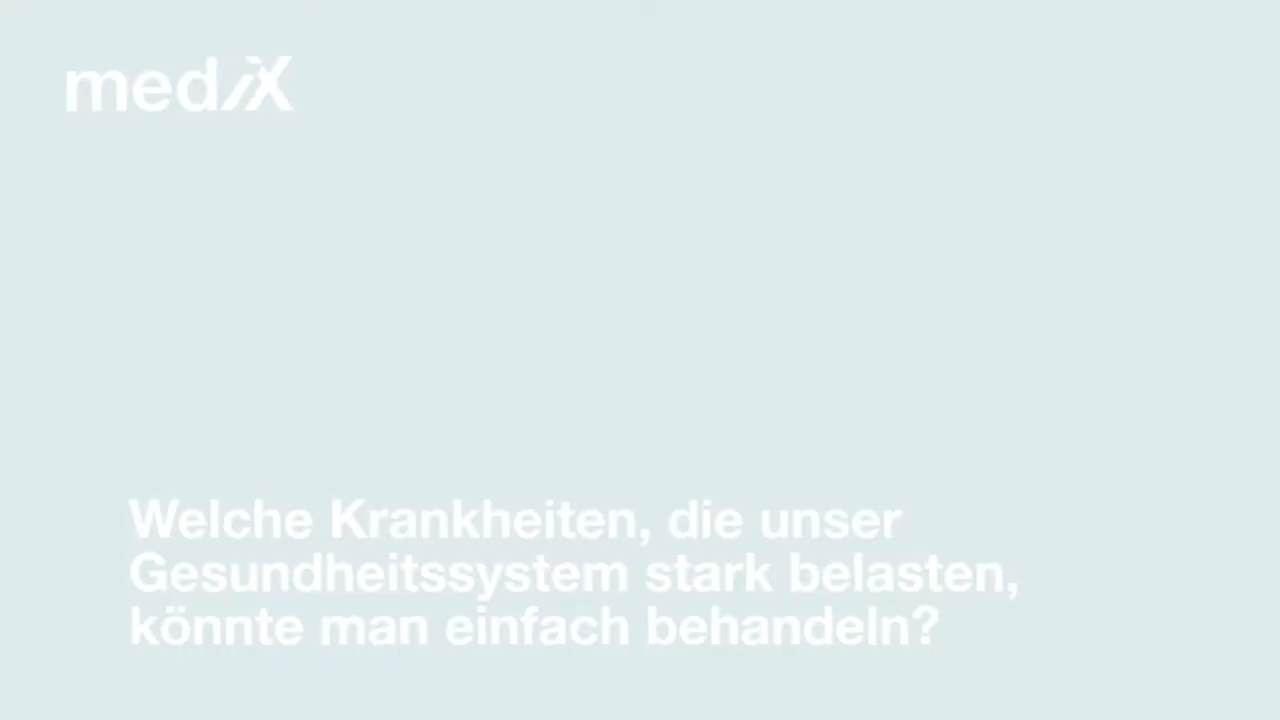 mediX
Welche Krankheiten, die unser
Gesundheitssystem stark belasten,
könnte man einfach behandeln?